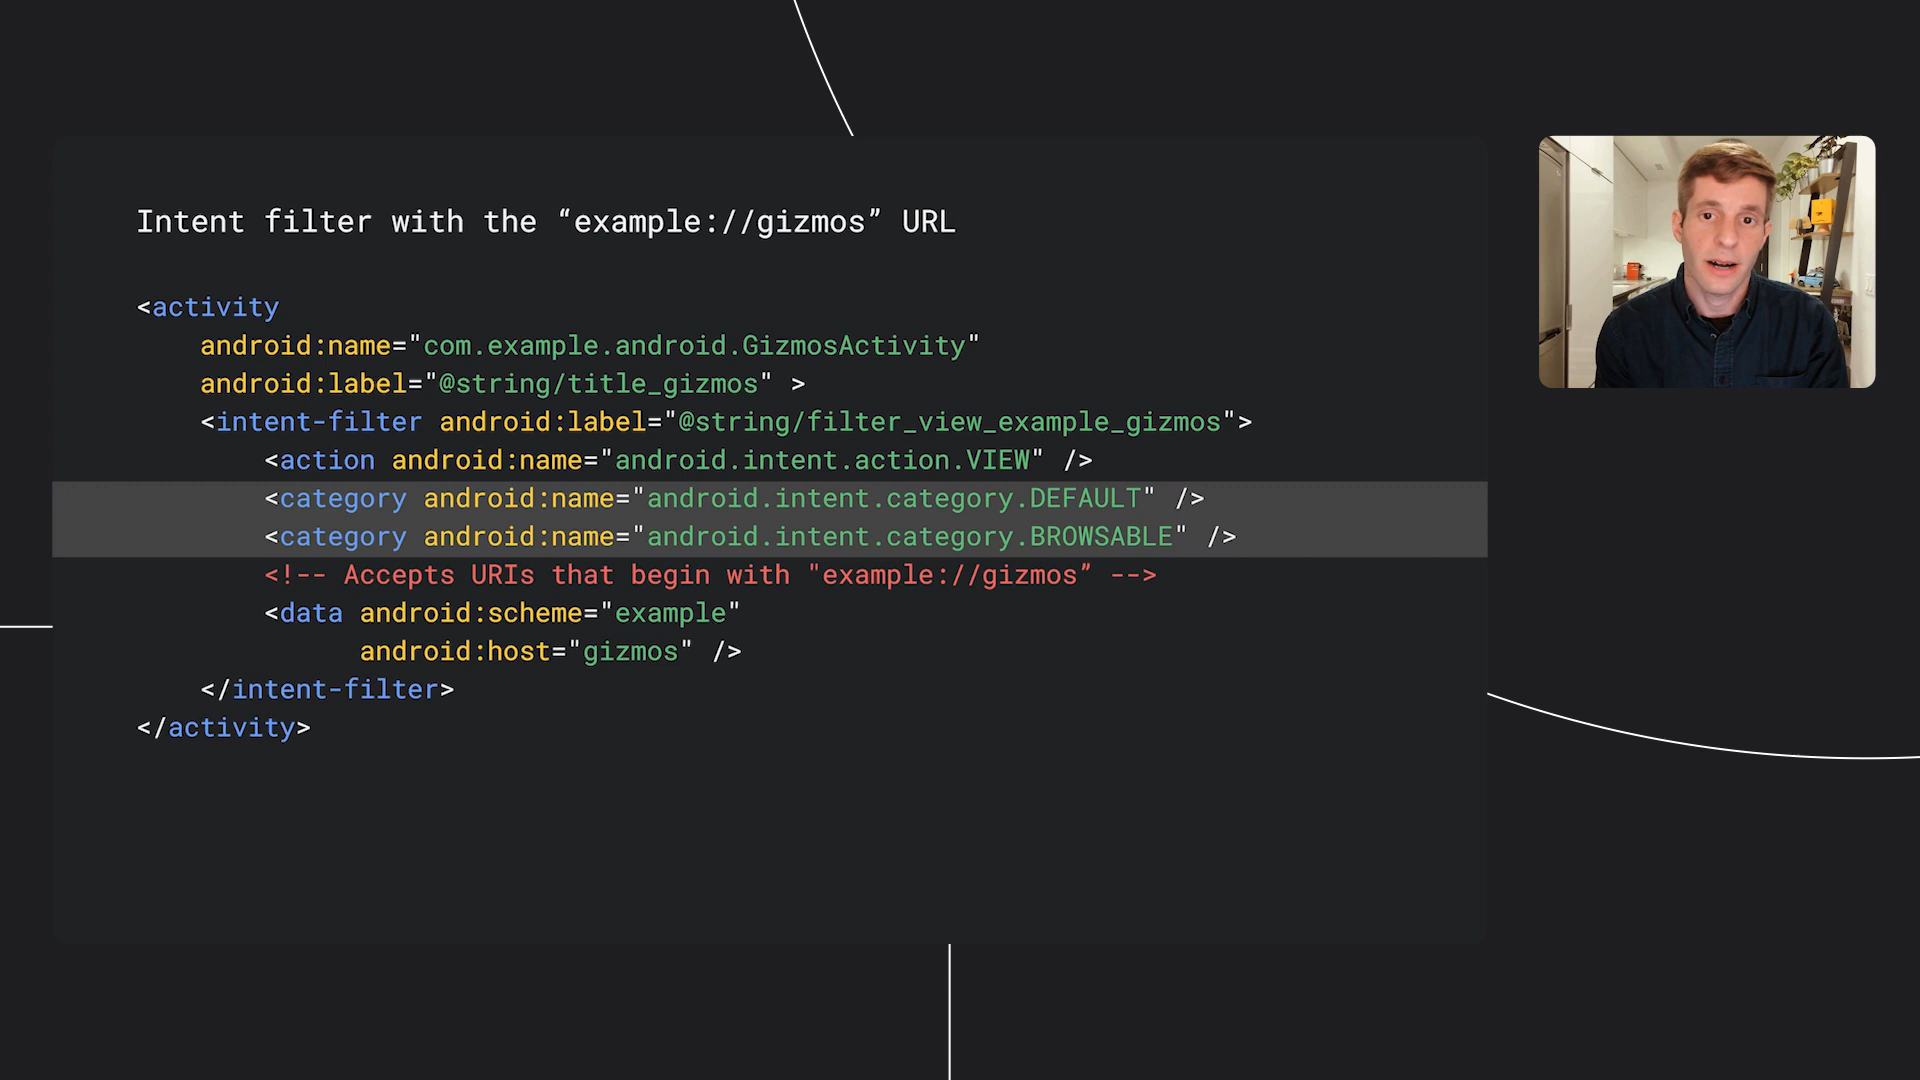 Intent filter with the “example://gizmos” URL
<activity
android:name="com.example.android.GizmosActivity"
android:label="@string/title_gizmos" >
<intent-filter android:label="@string/filter_view_example_gizmos">
<action android:name="android.intent.action.VIEW" />
<category android:name="android.intent.category.DEFAULT" />
<category android:name="android.intent.category.BROWSABLE" />
<!-- Accepts URIs that begin with "example://gizmos” -->
<data android:scheme="example"
android:host="gizmos" />
</intent-filter>
</activity>